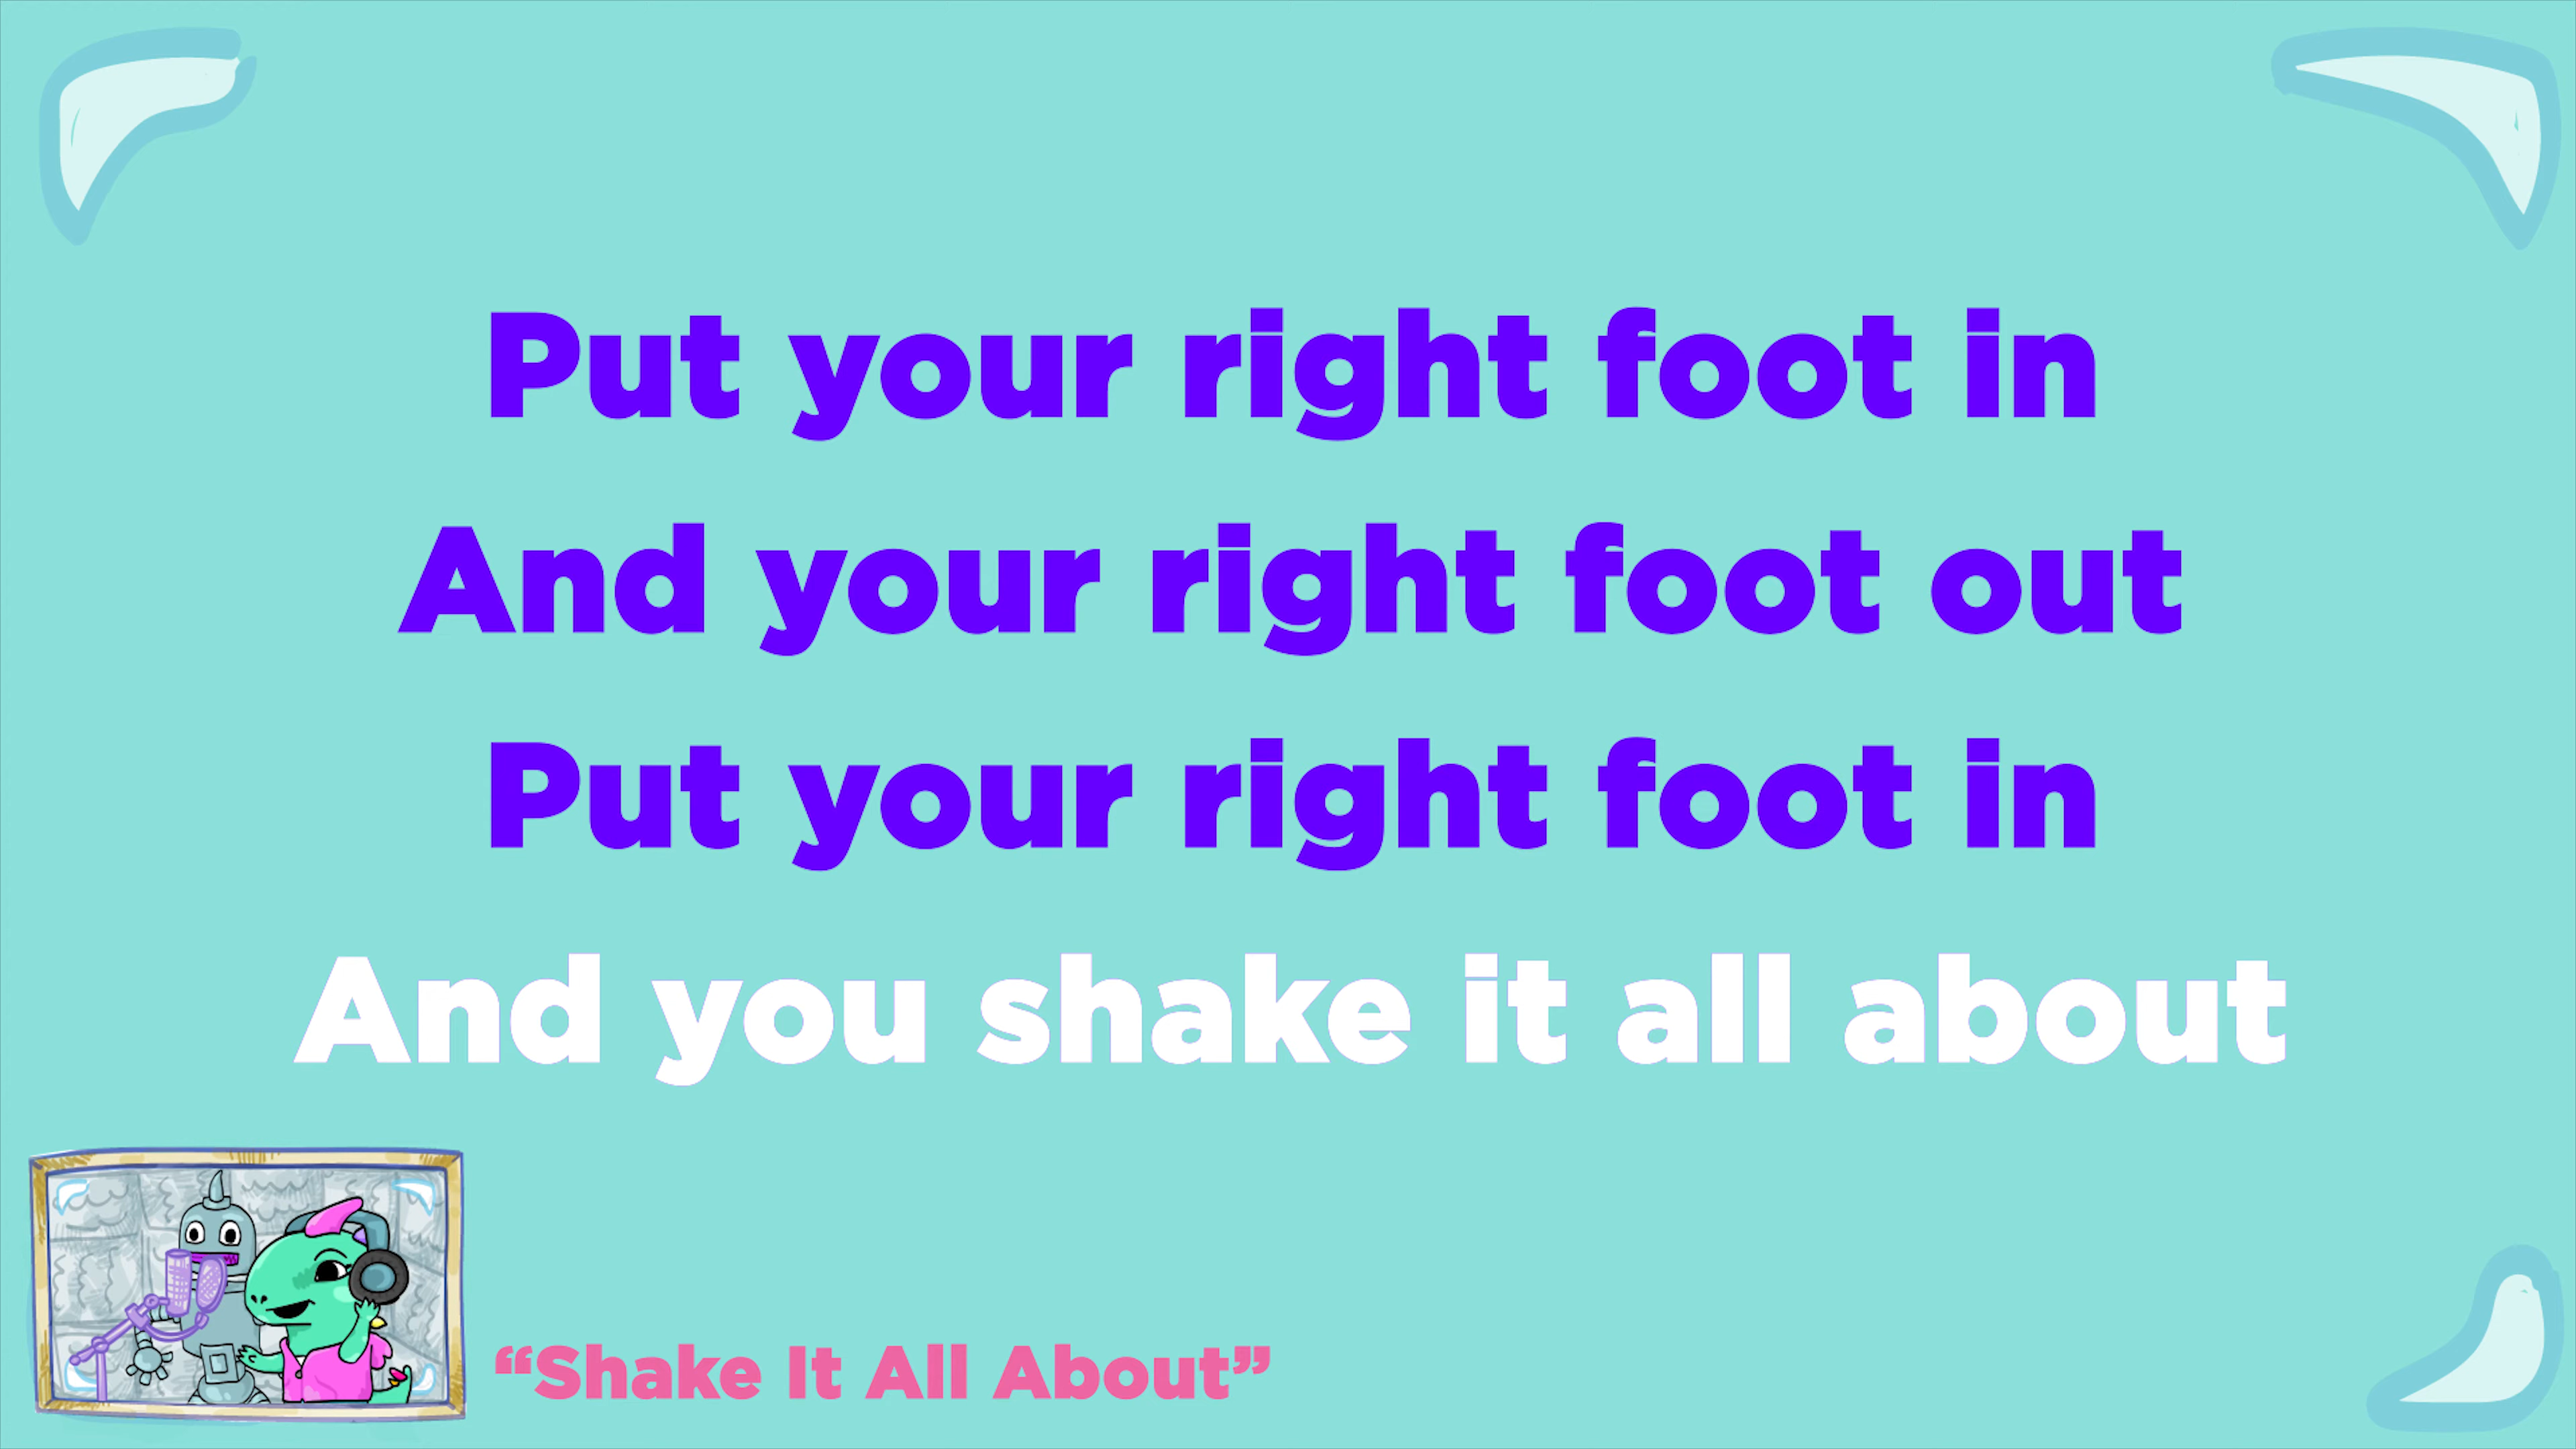 Put your right foot in
And your right foot out
Put your right foot in
And you shake it all about
“Shake It All About”